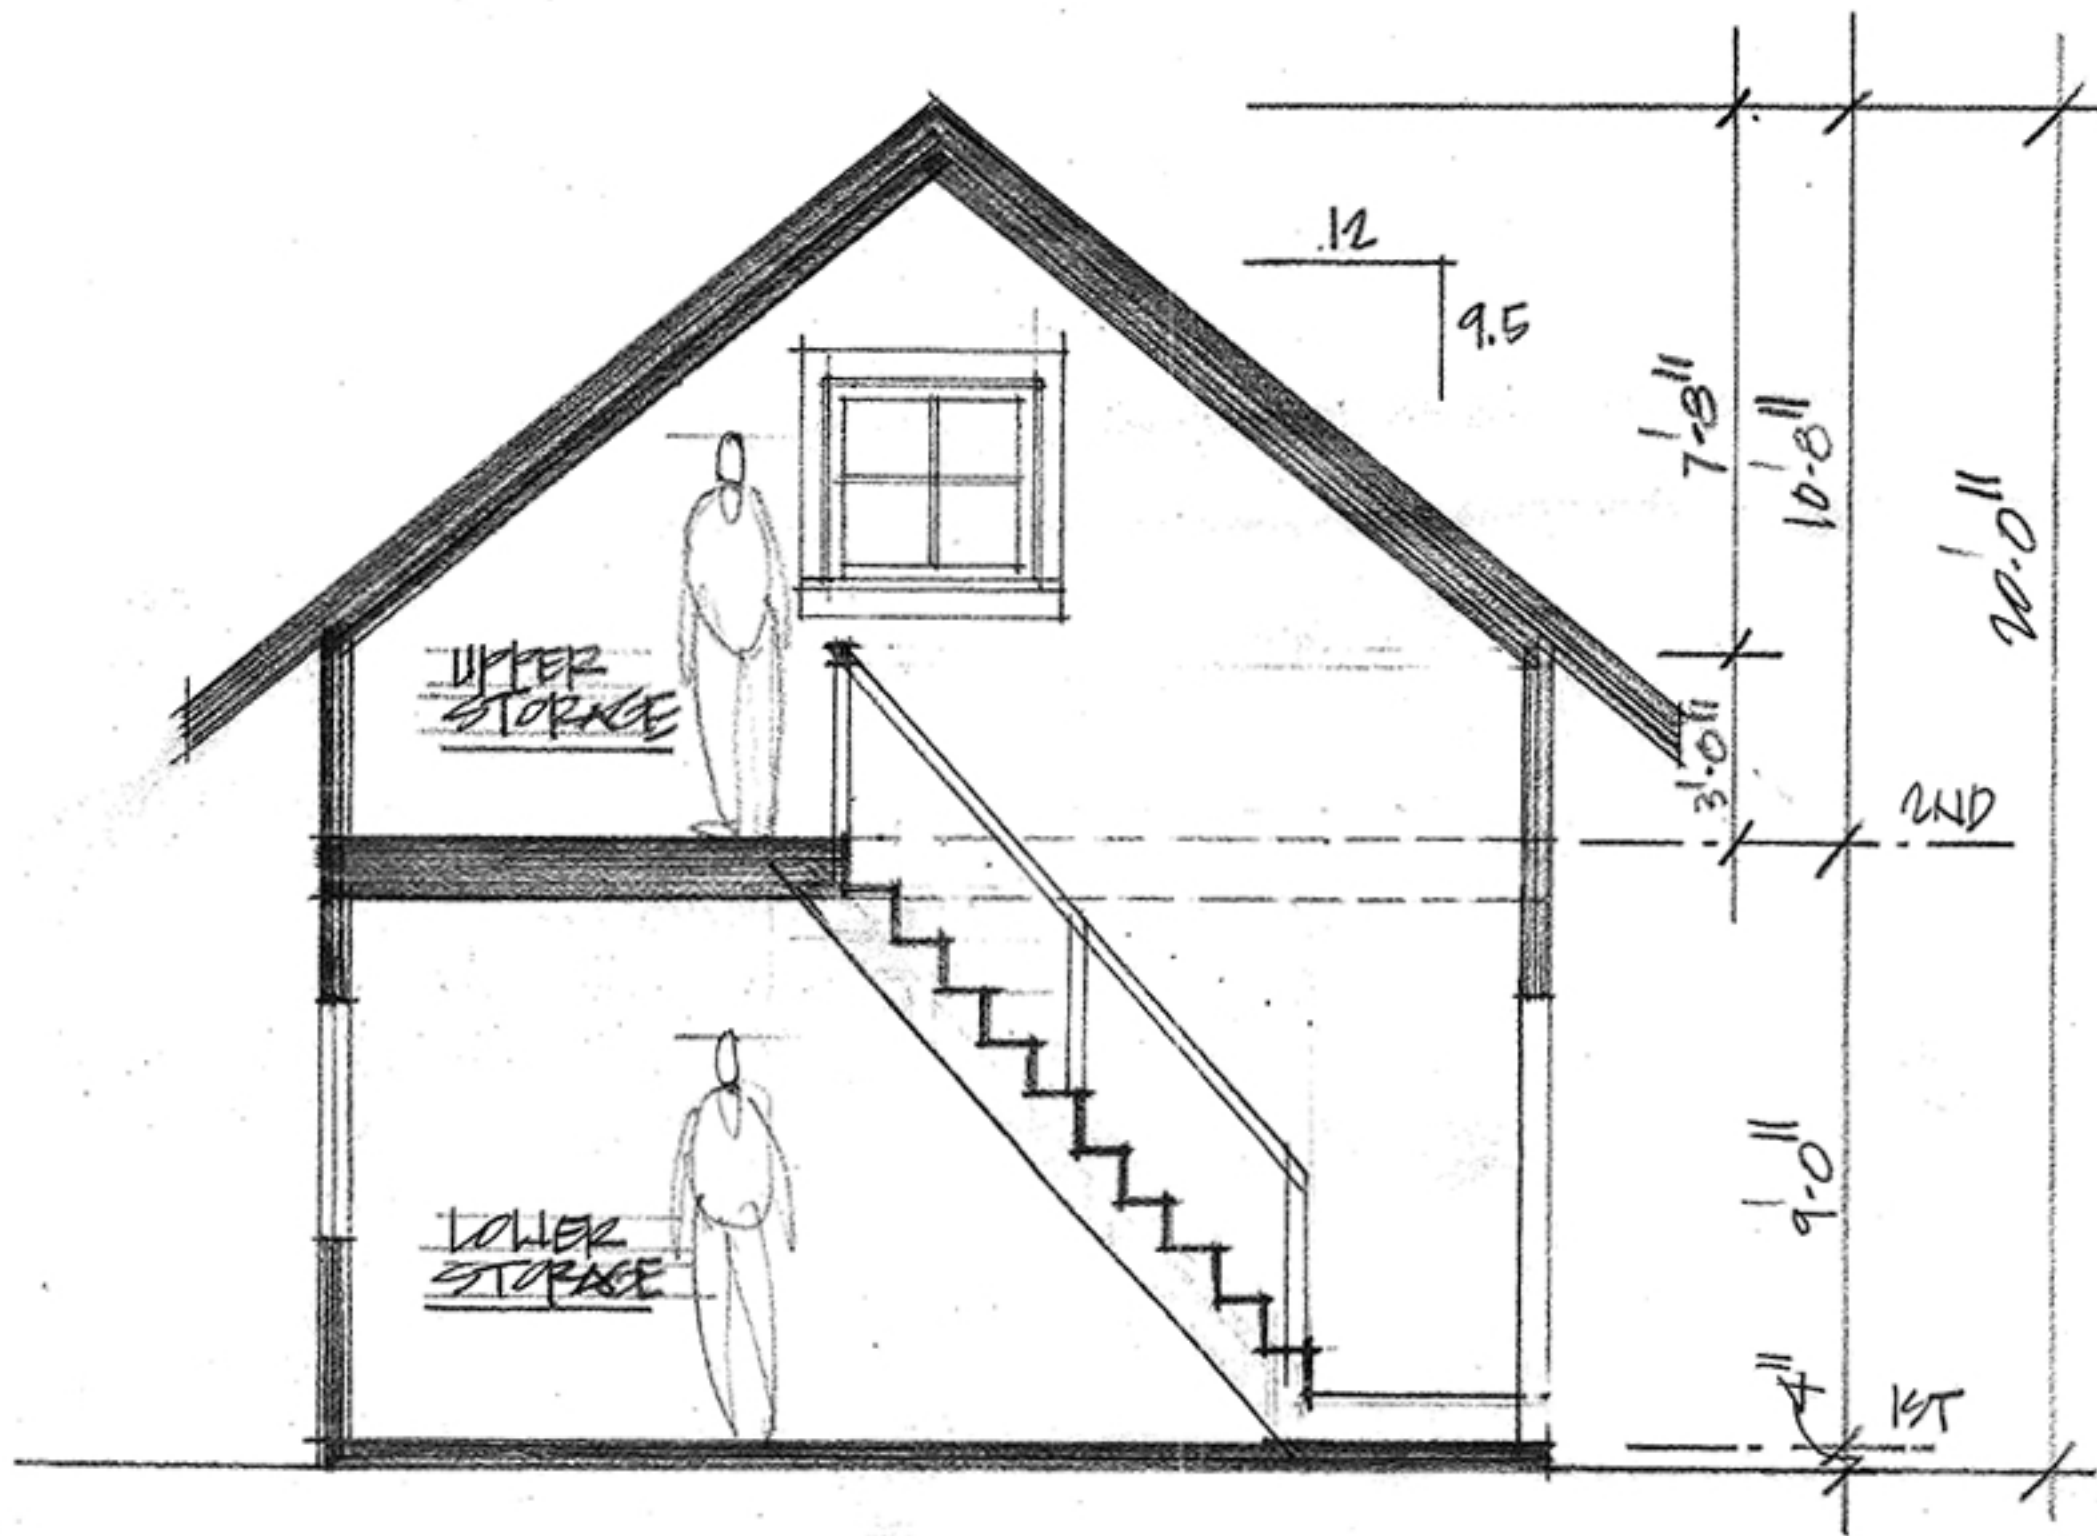 12
9.5
7'-8"
10'-8"
20'-0"
UPPER
STORAGE
3'-0"
2ND
9'-0"
LOWER
STORAGE
4"
1ST